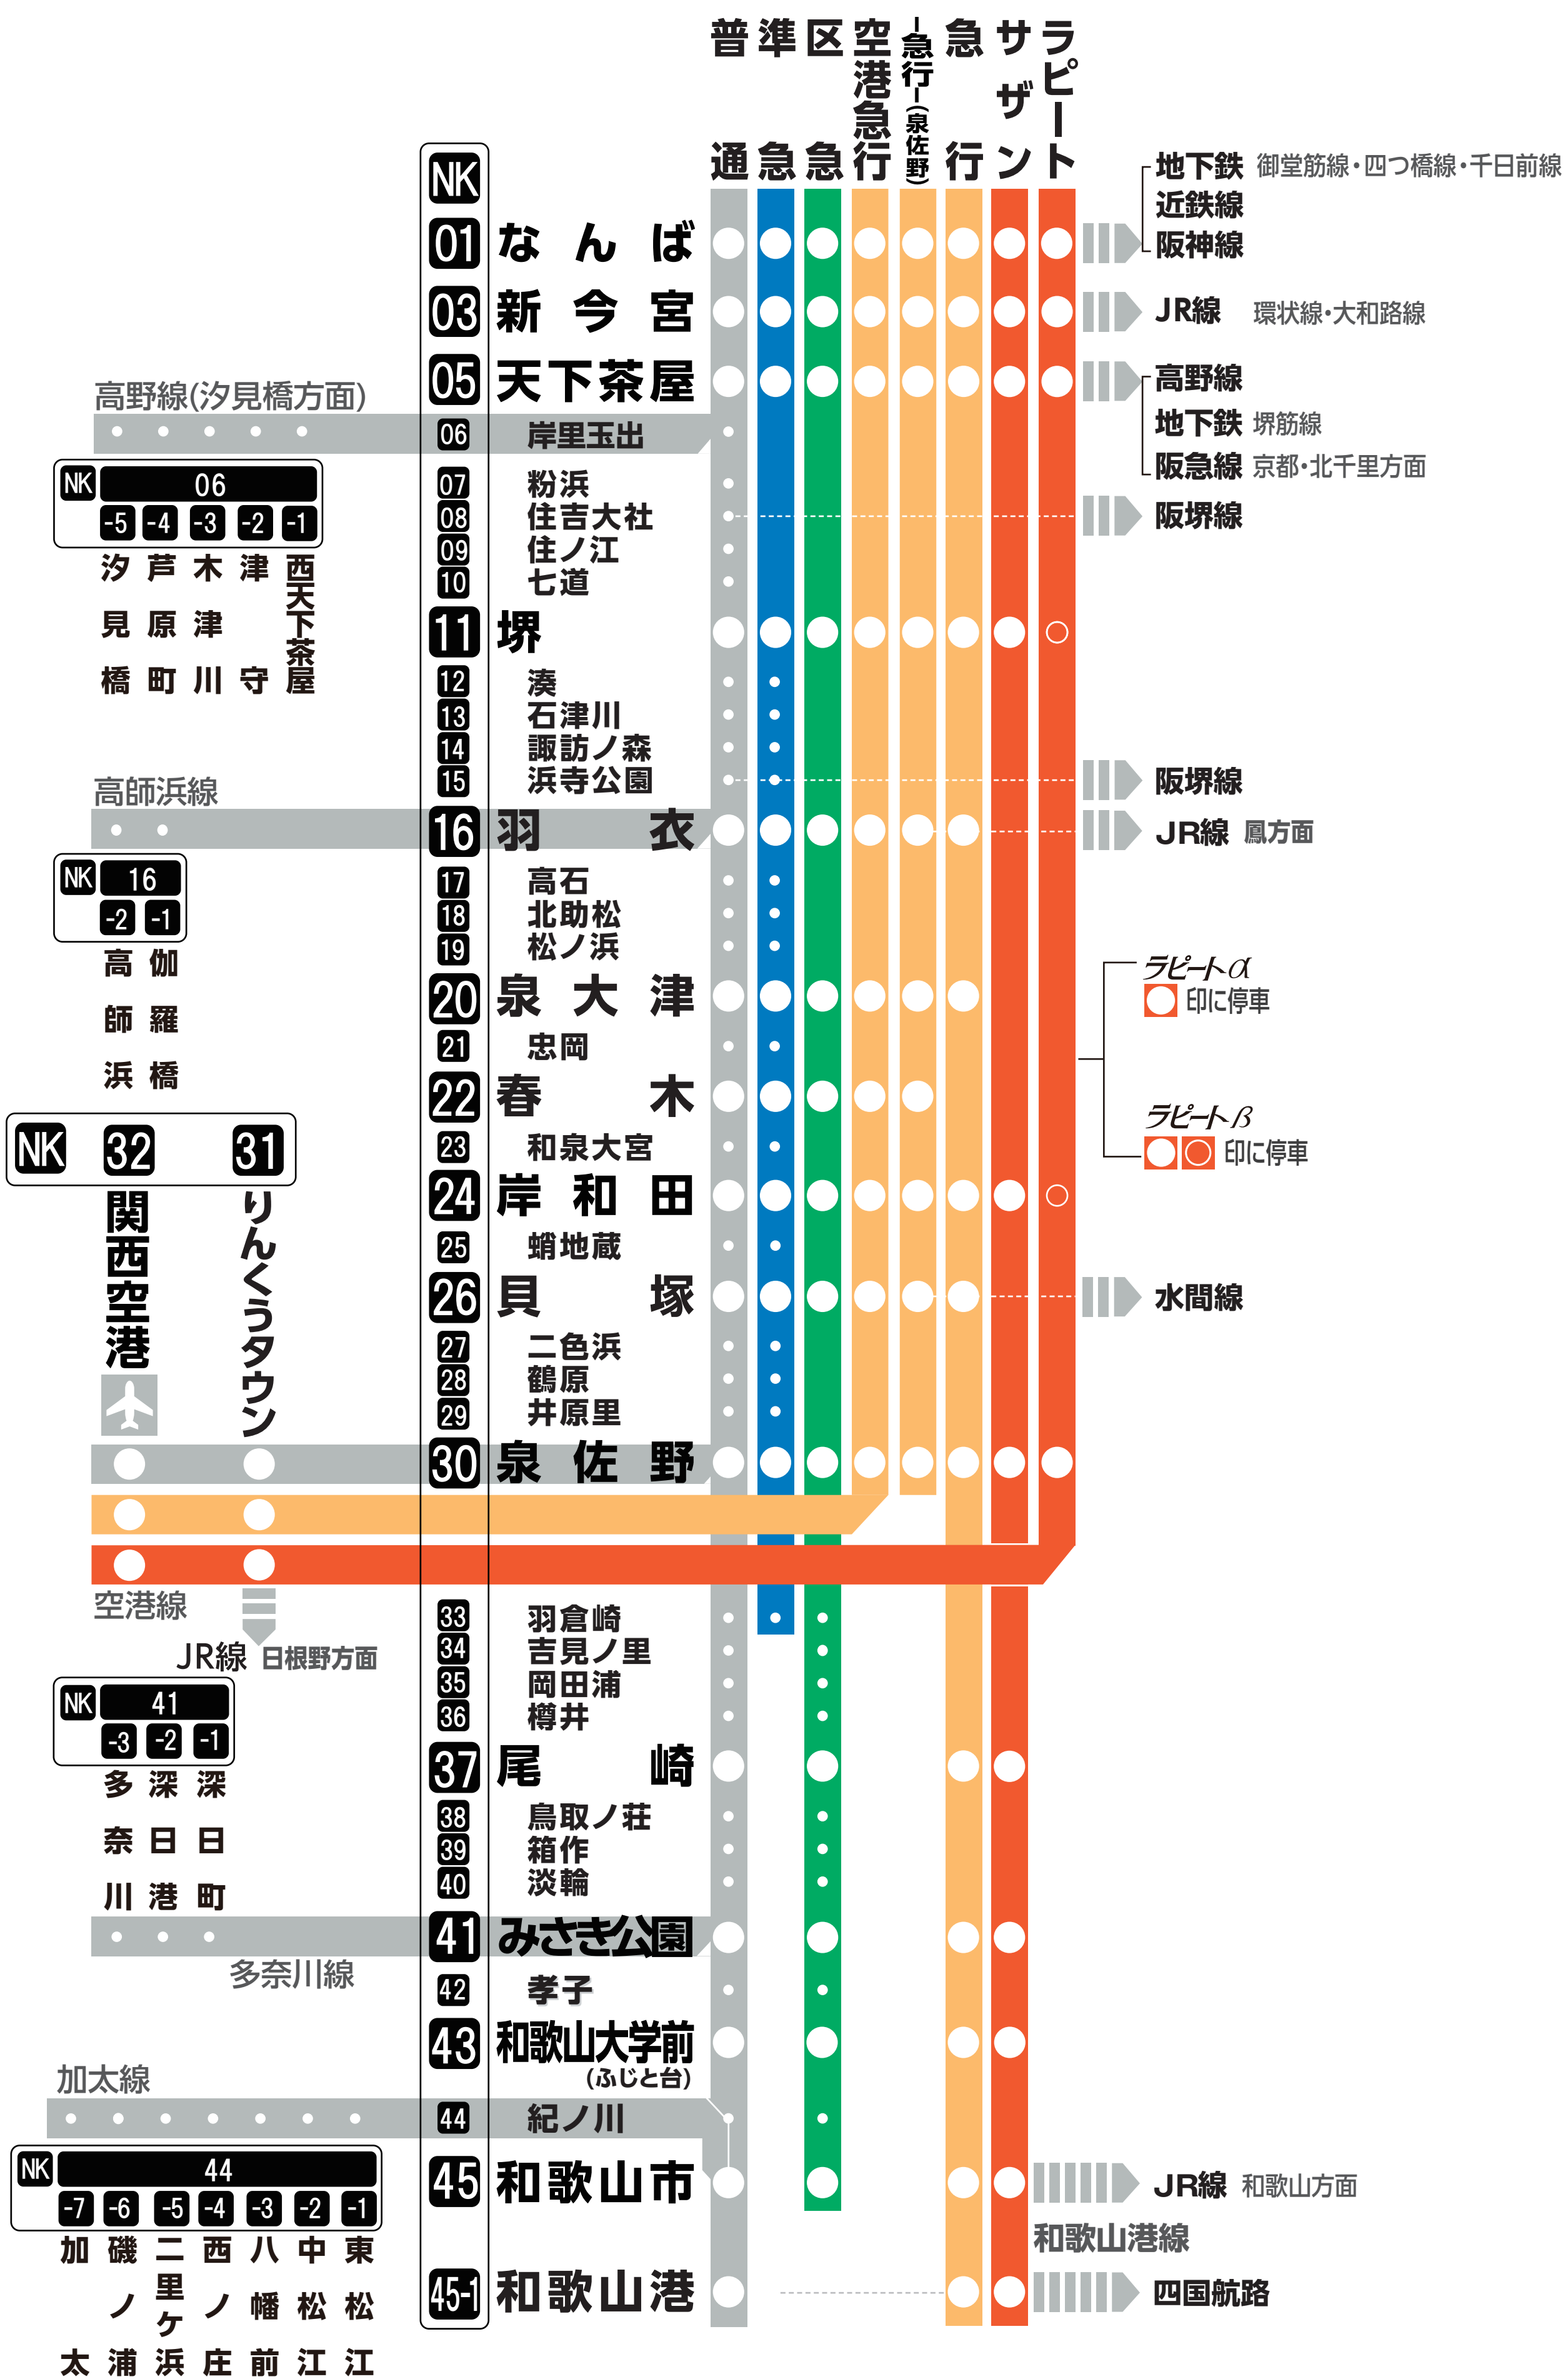 普通
準急
区急
空港急行
－急行－(泉佐野)
急行
サザン
ラピート
NK
01 なんば
地下鉄 御堂筋線・四つ橋線・千日前線
近鉄線
阪神線
03 新今宮
JR線 環状線・大和路線
05 天下茶屋
高野線
地下鉄 堺筋線
阪急線 京都・北千里方面
高野線(汐見橋方面)
06 岸里玉出
NK 06
-5 -4 -3 -2 -1
汐見橋
芦原町
木津川
津守
西天下茶屋
07 粉浜
08 住吉大社
阪堺線
09 住ノ江
10 七道
11 堺
12 湊
13 石津川
14 諏訪ノ森
15 浜寺公園
阪堺線
高師浜線
16 羽衣
JR線 鳳方面
NK 16
-2 -1
高師浜
伽羅橋
17 高石
18 北助松
19 松ノ浜
20 泉大津
ラピートα
印に停車
21 忠岡
22 春木
ラピートβ
印に停車
23 和泉大宮
24 岸和田
25 蛸地蔵
26 貝塚
水間線
27 二色浜
28 鶴原
29 井原里
30 泉佐野
NK 32 31
関西空港
りんくうタウン
空港線
JR線 日根野方面
33 羽倉崎
34 吉見ノ里
35 岡田浦
36 樽井
37 尾崎
38 鳥取ノ荘
39 箱作
40 淡輪
41 みさき公園
NK 41
-3 -2 -1
多奈川
深日港
深日町
多奈川線
42 孝子
43 和歌山大学前
(ふじと台)
加太線
44 紀ノ川
NK 44
-7 -6 -5 -4 -3 -2 -1
加太
磯ノ浦
二里ケ浜
西ノ庄
八幡前
中松江
東松江
45 和歌山市
JR線 和歌山方面
和歌山港線
45-1 和歌山港
四国航路